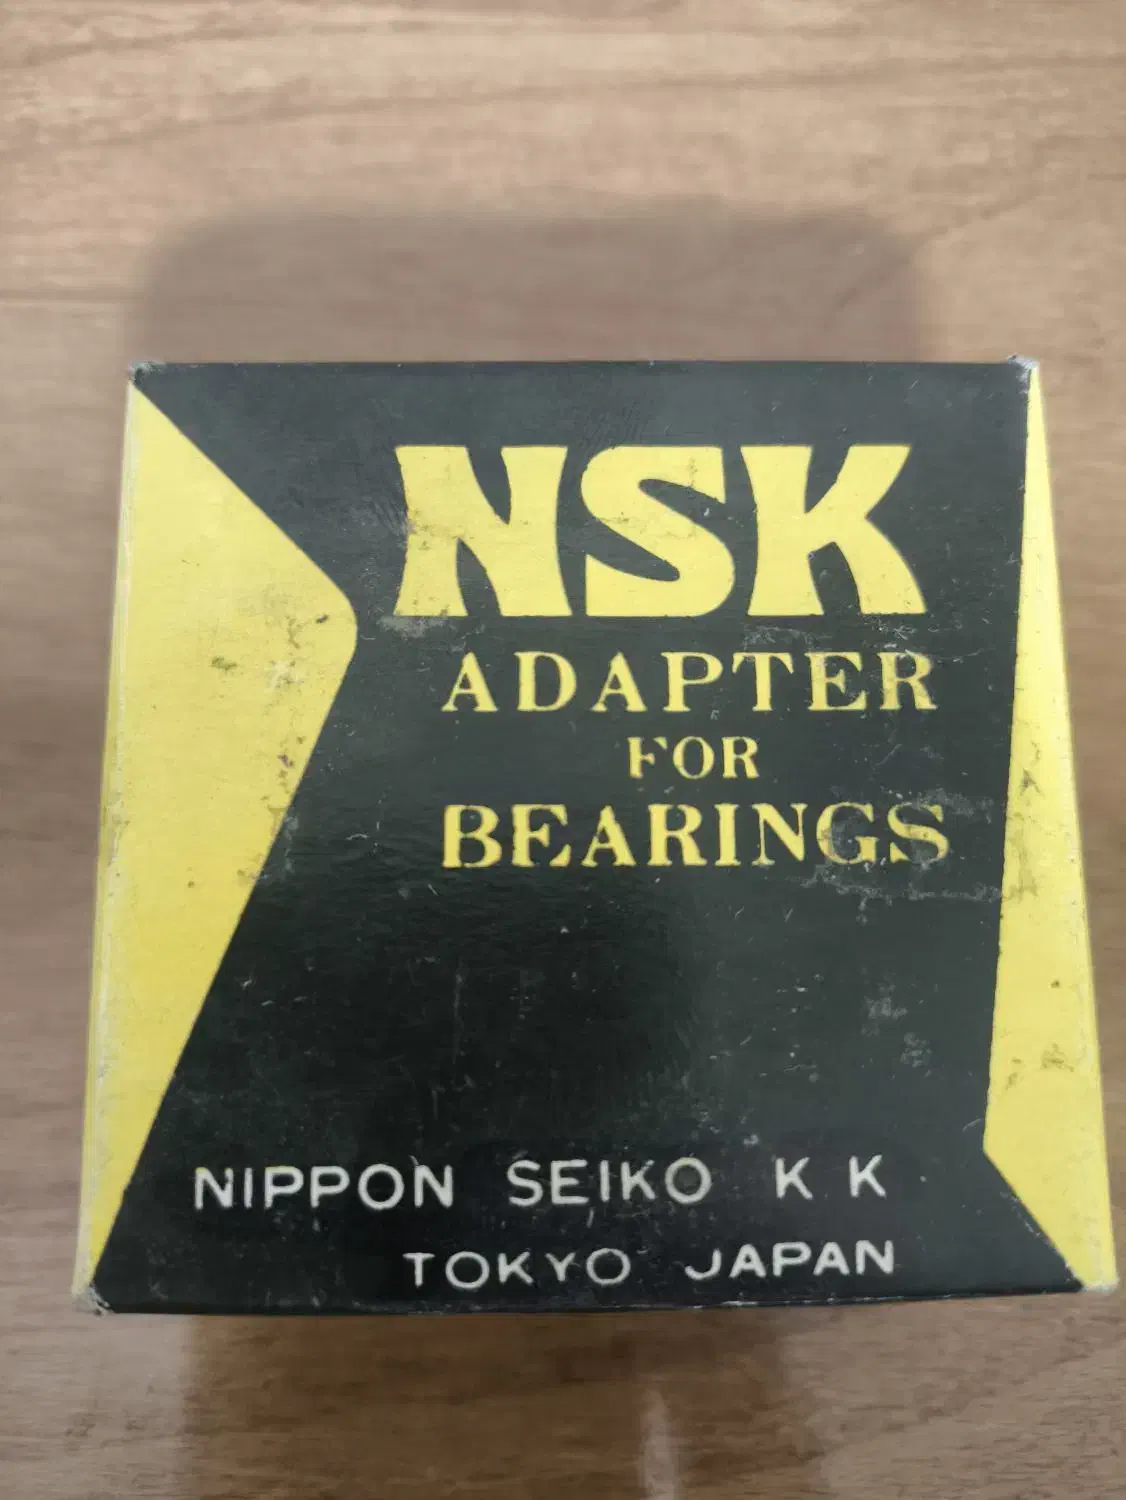 NSK
ADAPTER
FOR
BEARINGS
NIPPON SEIKO K K
TOKYO JAPAN